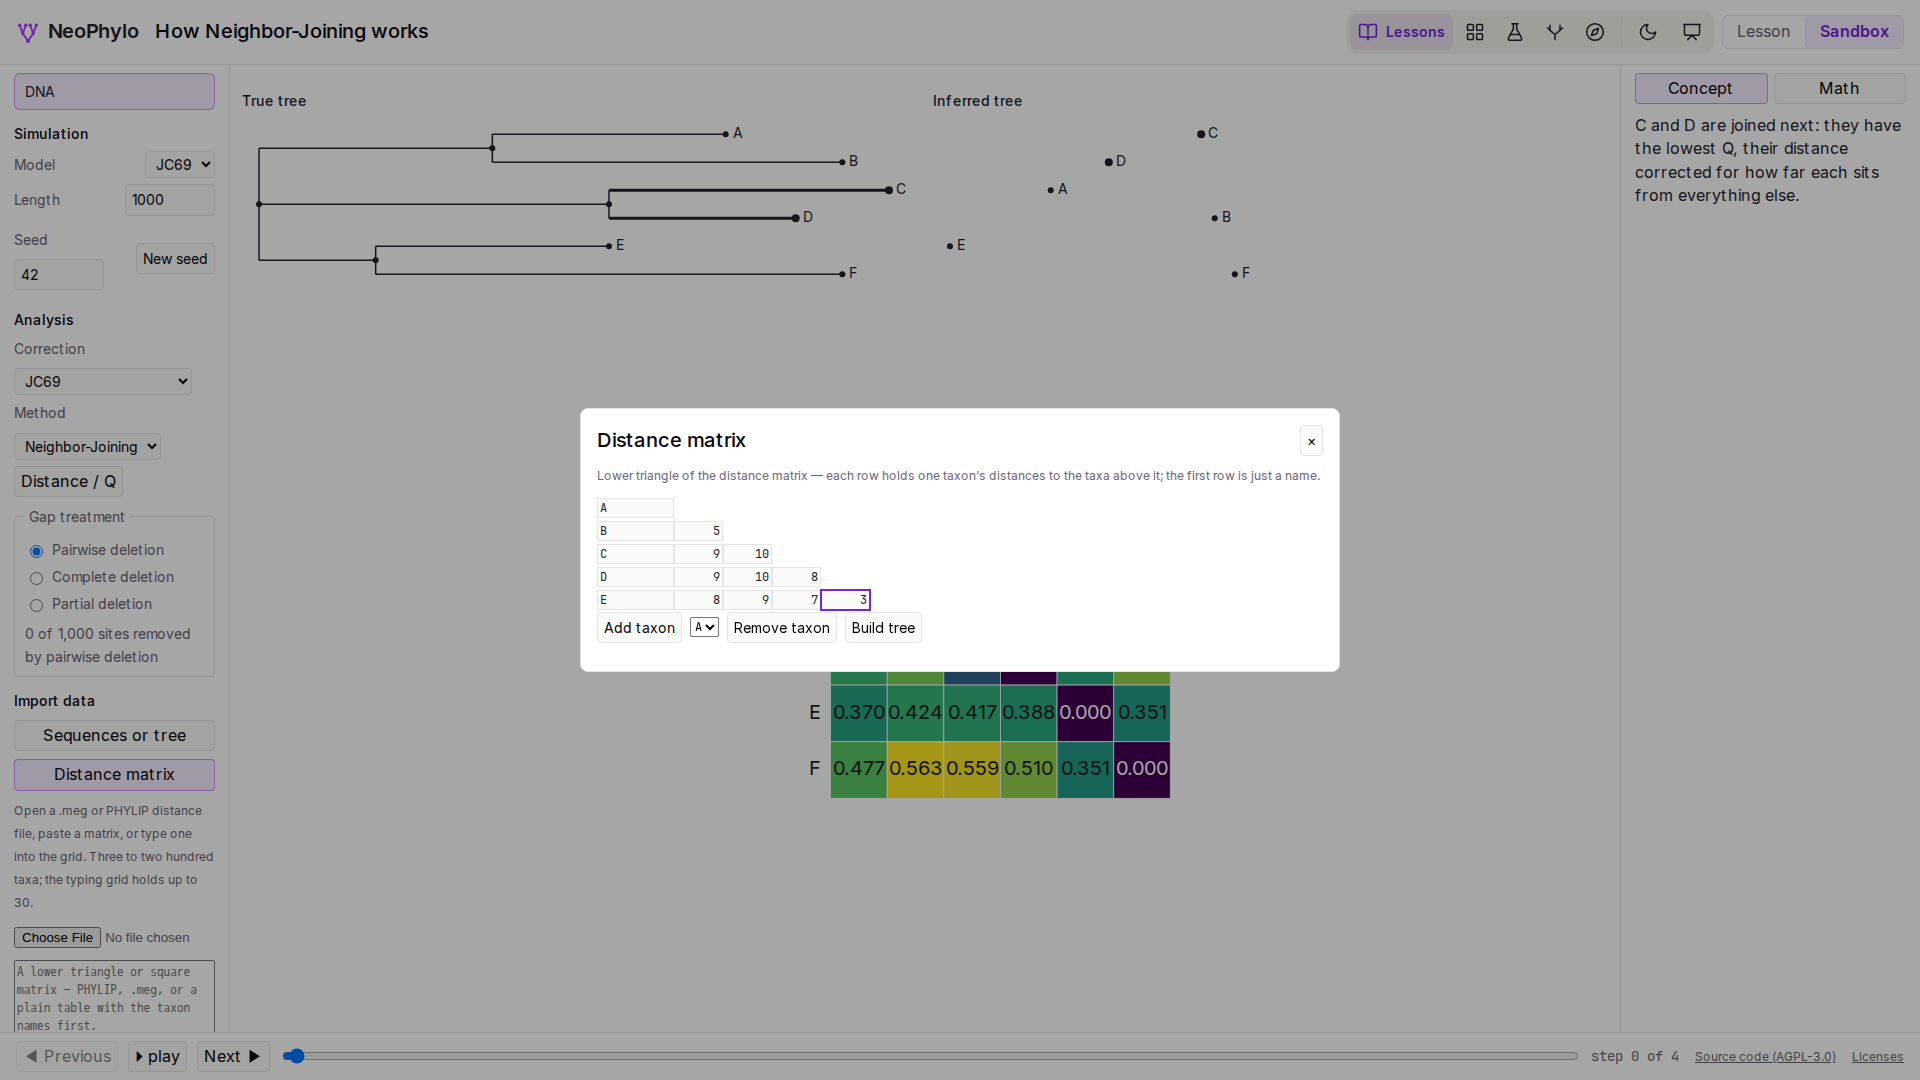 NeoPhylo How Neighbor-Joining works
Lessons
Lesson Sandbox
DNA
Simulation
Model JC69
Length 1000
Seed
42 New seed
Analysis
Correction
JC69
Method
Neighbor-Joining
Distance / Q
Gap treatment
Pairwise deletion
Complete deletion
Partial deletion
0 of 1,000 sites removed
by pairwise deletion
Import data
Sequences or tree
Distance matrix
Open a .meg or PHYLIP distance
file, paste a matrix, or type one
into the grid. Three to two hundred
taxa; the typing grid holds up to
30.
Choose File No file chosen
A lower triangle or square
matrix — PHYLIP, .meg, or a
plain table with the taxon
names first.
True tree
A
B
C
D
E
F
Inferred tree
C
D
A
B
E
F
Distance matrix
×
Lower triangle of the distance matrix — each row holds one taxon's distances to the taxa above it; the first row is just a name.
A
B 5
C 9 10
D 9 10 8
E 8 9 7 3
Add taxon A Remove taxon Build tree
E 0.370 0.424 0.417 0.388 0.000 0.351
F 0.477 0.563 0.559 0.510 0.351 0.000
Concept Math
C and D are joined next: they have
the lowest Q, their distance
corrected for how far each sits
from everything else.
◀ Previous play Next ▶ step 0 of 4 Source code (AGPL-3.0) Licenses